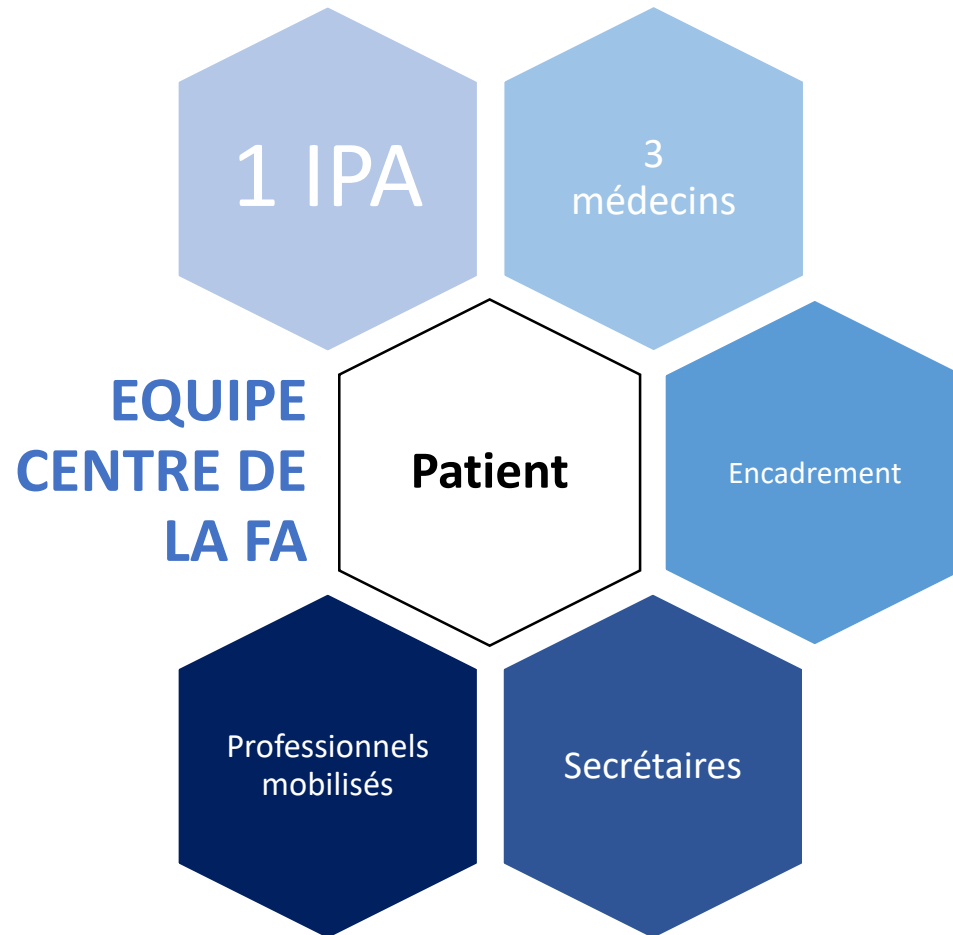 1 IPA
3
médecins
EQUIPE
CENTRE DE
LA FA
Patient
Encadrement
Professionnels
mobilisés
Secrétaires